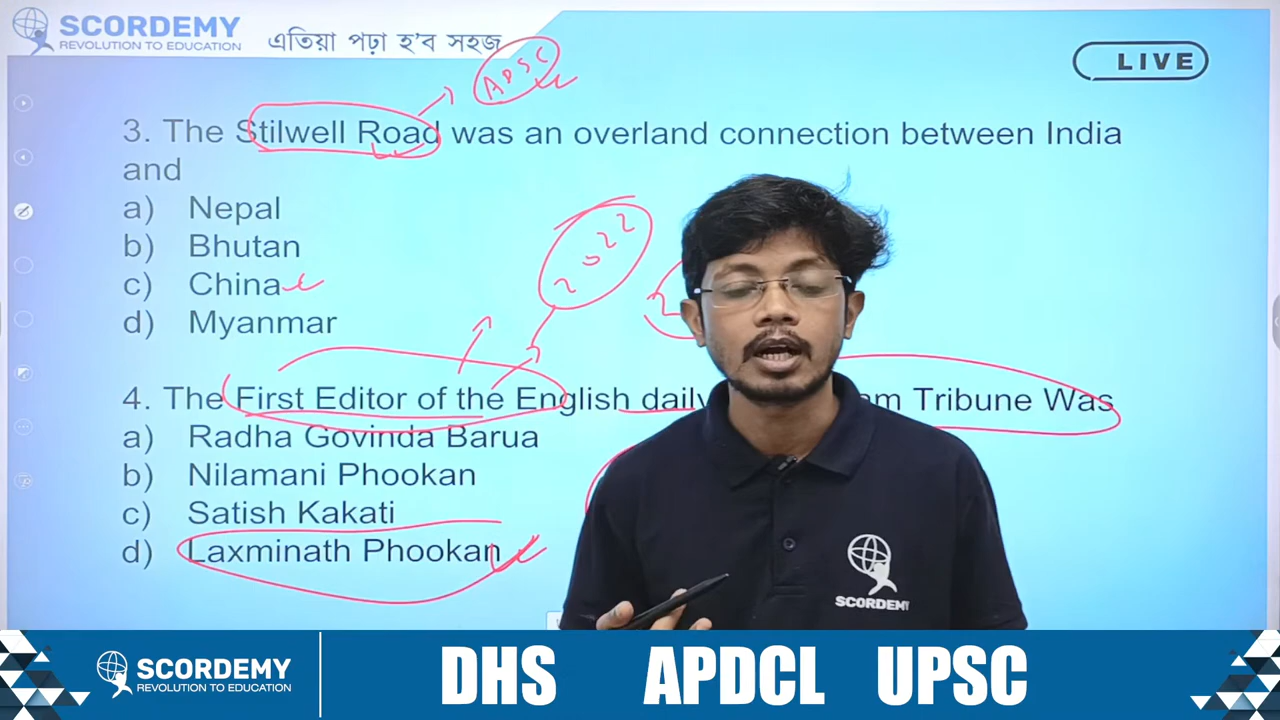 SCORDEMY
REVOLUTION TO EDUCATION
এতিয়া পঢ়া হ'ব সহজ
LIVE
APSC
3. The Stilwell Road was an overland connection between India
and
a) Nepal
b) Bhutan
c) China
d) Myanmar
2022
4. The First Editor of the English daily am Tribune Was
a) Radha Govinda Barua
b) Nilamani Phookan
c) Satish Kakati
d) Laxminath Phookan
SCORDEMY
SCORDEMY
REVOLUTION TO EDUCATION
DHS APDCL UPSC